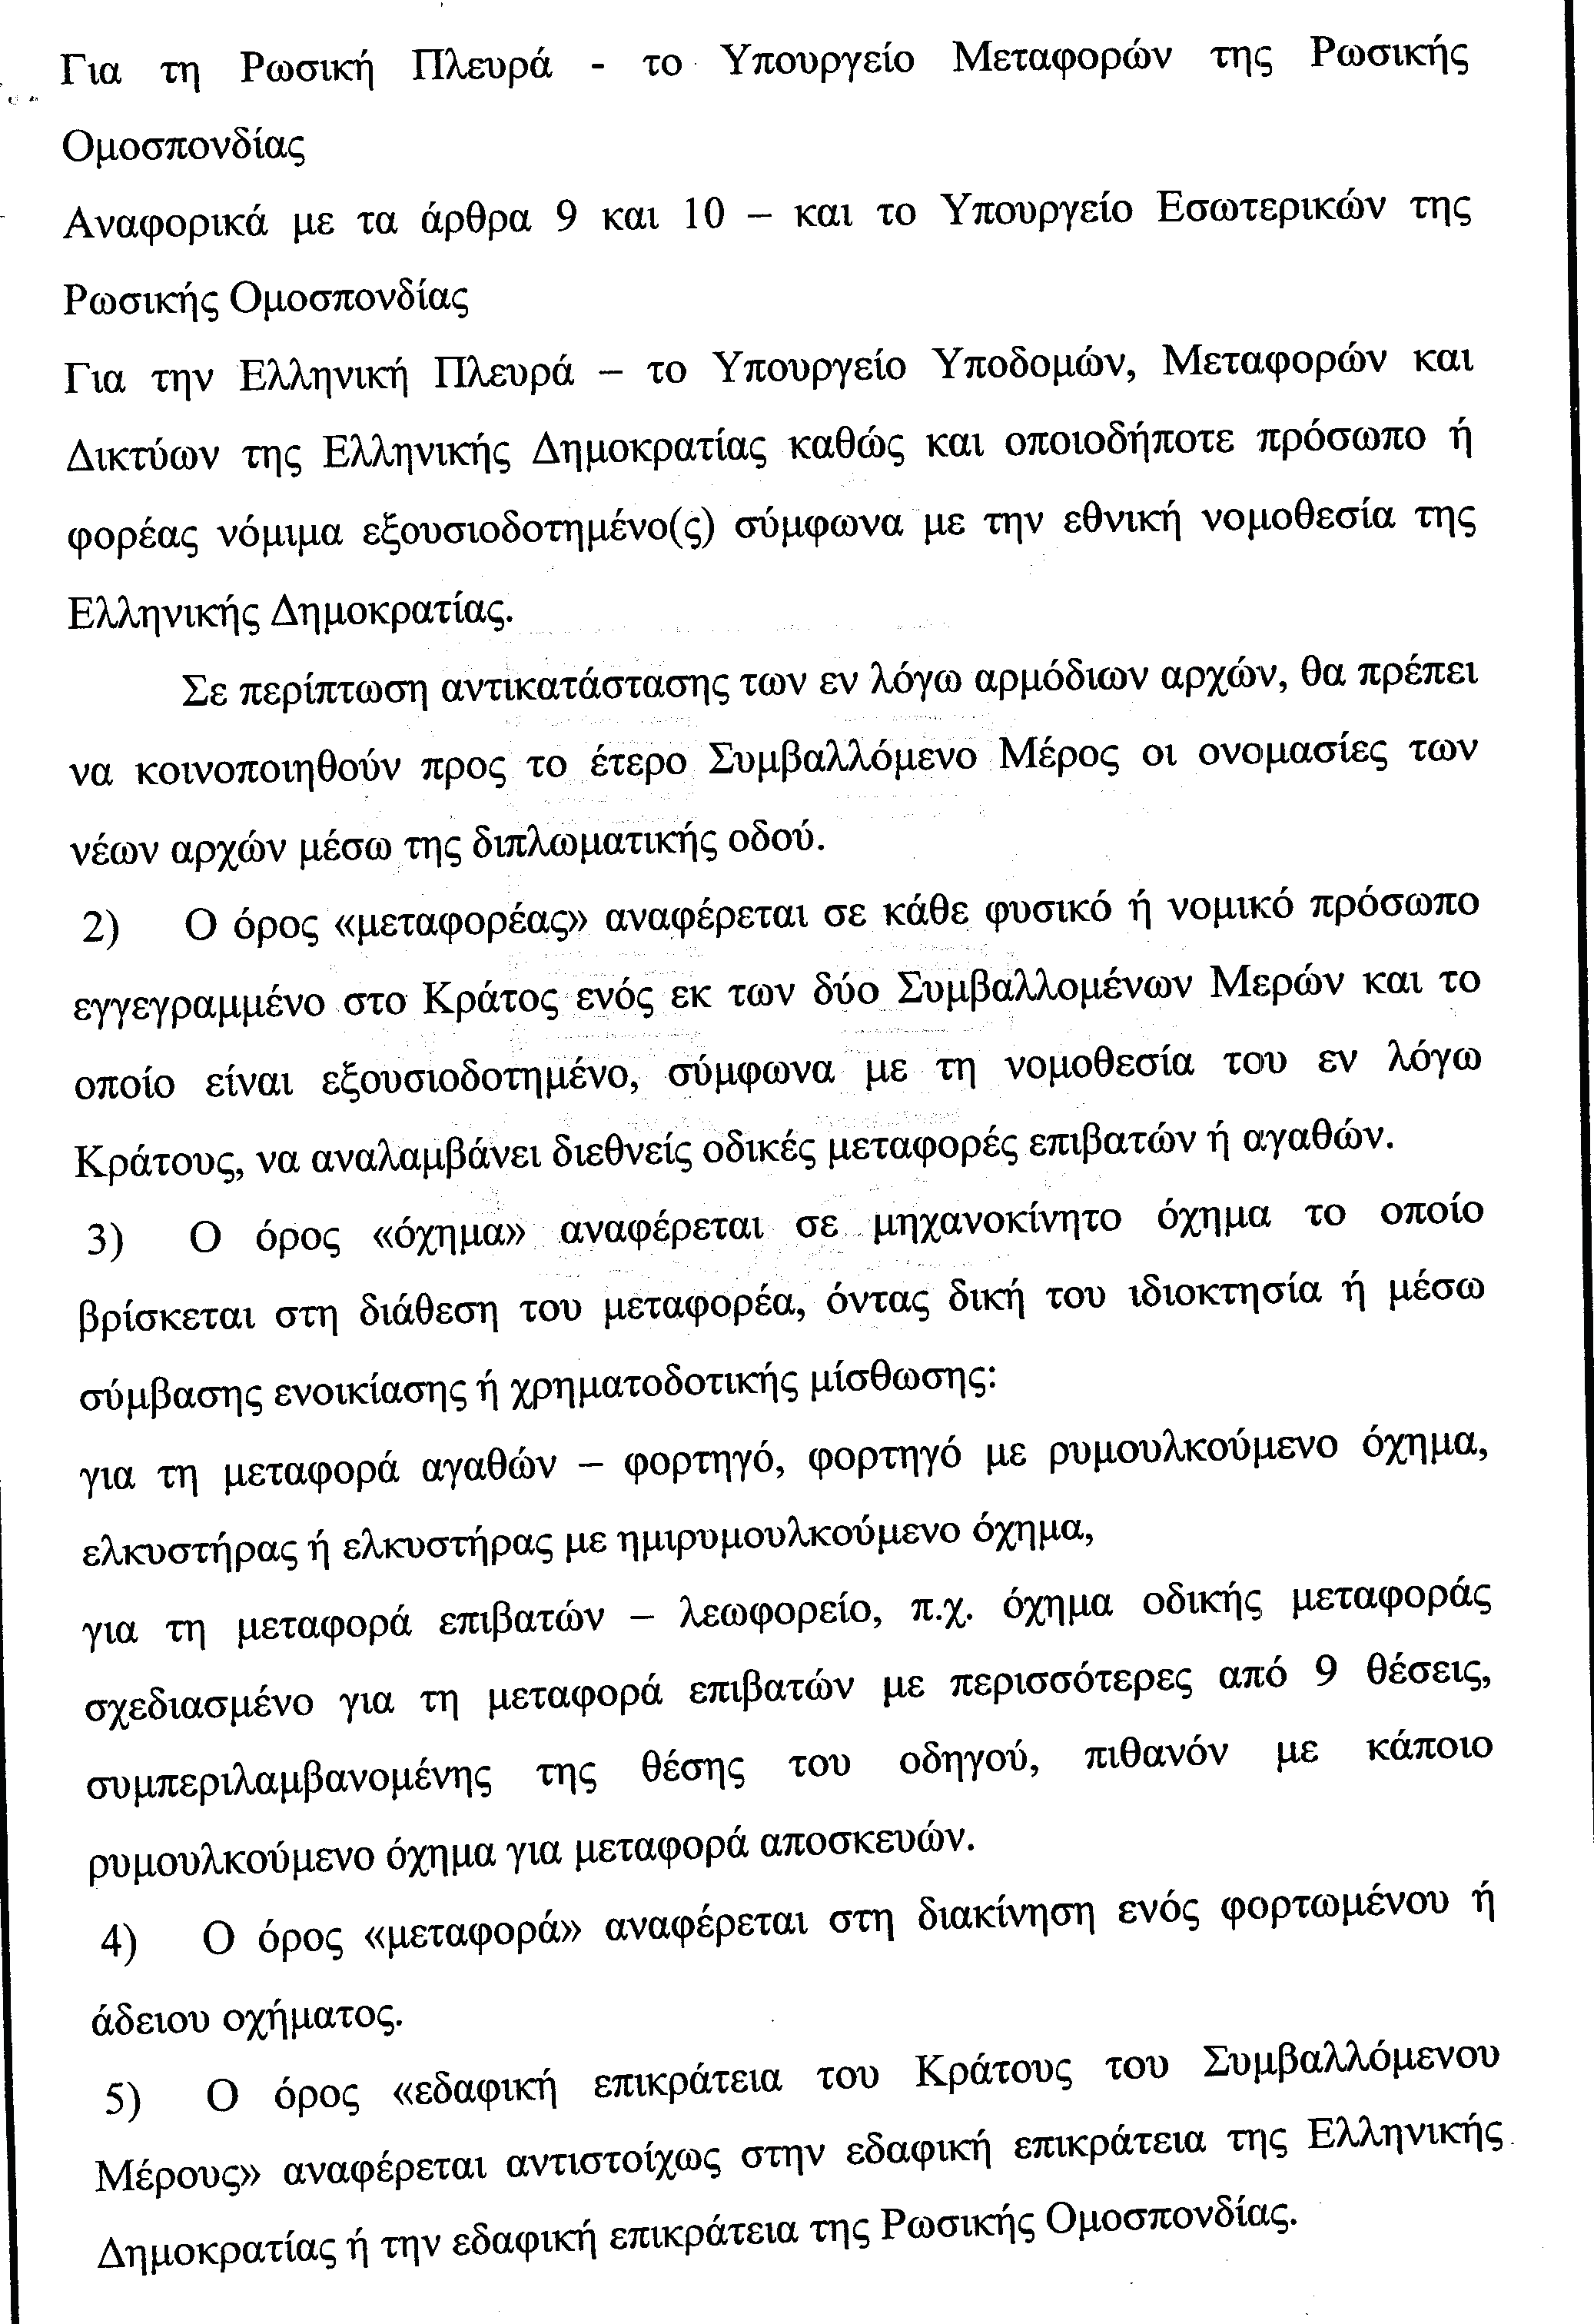 Για τη Ρωσική Πλευρά - το Υπουργείο Μεταφορών της Ρωσικής
Ομοσπονδίας
Αναφορικά με τα άρθρα 9 και 10 – και το Υπουργείο Εσωτερικών της
Ρωσικής Ομοσπονδίας
Για την Ελληνική Πλευρά – το Υπουργείο Υποδομών, Μεταφορών και
Δικτύων της Ελληνικής Δημοκρατίας καθώς και οποιοδήποτε πρόσωπο ή
φορέας νόμιμα εξουσιοδοτημένο(ς) σύμφωνα με την εθνική νομοθεσία της
Ελληνικής Δημοκρατίας.
Σε περίπτωση αντικατάστασης των εν λόγω αρμόδιων αρχών, θα πρέπει
να κοινοποιηθούν προς το έτερο Συμβαλλόμενο Μέρος οι ονομασίες των
νέων αρχών μέσω της διπλωματικής οδού.
2) Ο όρος «μεταφορέας» αναφέρεται σε κάθε φυσικό ή νομικό πρόσωπο
εγγεγραμμένο στο Κράτος ενός εκ των δύο Συμβαλλομένων Μερών και το
οποίο είναι εξουσιοδοτημένο, σύμφωνα με τη νομοθεσία του εν λόγω
Κράτους, να αναλαμβάνει διεθνείς οδικές μεταφορές επιβατών ή αγαθών.
3) Ο όρος «όχημα» αναφέρεται σε μηχανοκίνητο όχημα το οποίο
βρίσκεται στη διάθεση του μεταφορέα, όντας δική του ιδιοκτησία ή μέσω
σύμβασης ενοικίασης ή χρηματοδοτικής μίσθωσης:
για τη μεταφορά αγαθών – φορτηγό, φορτηγό με ρυμουλκούμενο όχημα,
ελκυστήρας ή ελκυστήρας με ημιρυμουλκούμενο όχημα,
για τη μεταφορά επιβατών – λεωφορείο, π.χ. όχημα οδικής μεταφοράς
σχεδιασμένο για τη μεταφορά επιβατών με περισσότερες από 9 θέσεις,
συμπεριλαμβανομένης της θέσης του οδηγού, πιθανόν με κάποιο
ρυμουλκούμενο όχημα για μεταφορά αποσκευών.
4) Ο όρος «μεταφορά» αναφέρεται στη διακίνηση ενός φορτωμένου ή
άδειου οχήματος.
5) Ο όρος «εδαφική επικράτεια του Κράτους του Συμβαλλόμενου
Μέρους» αναφέρεται αντιστοίχως στην εδαφική επικράτεια της Ελληνικής
Δημοκρατίας ή την εδαφική επικράτεια της Ρωσικής Ομοσπονδίας.